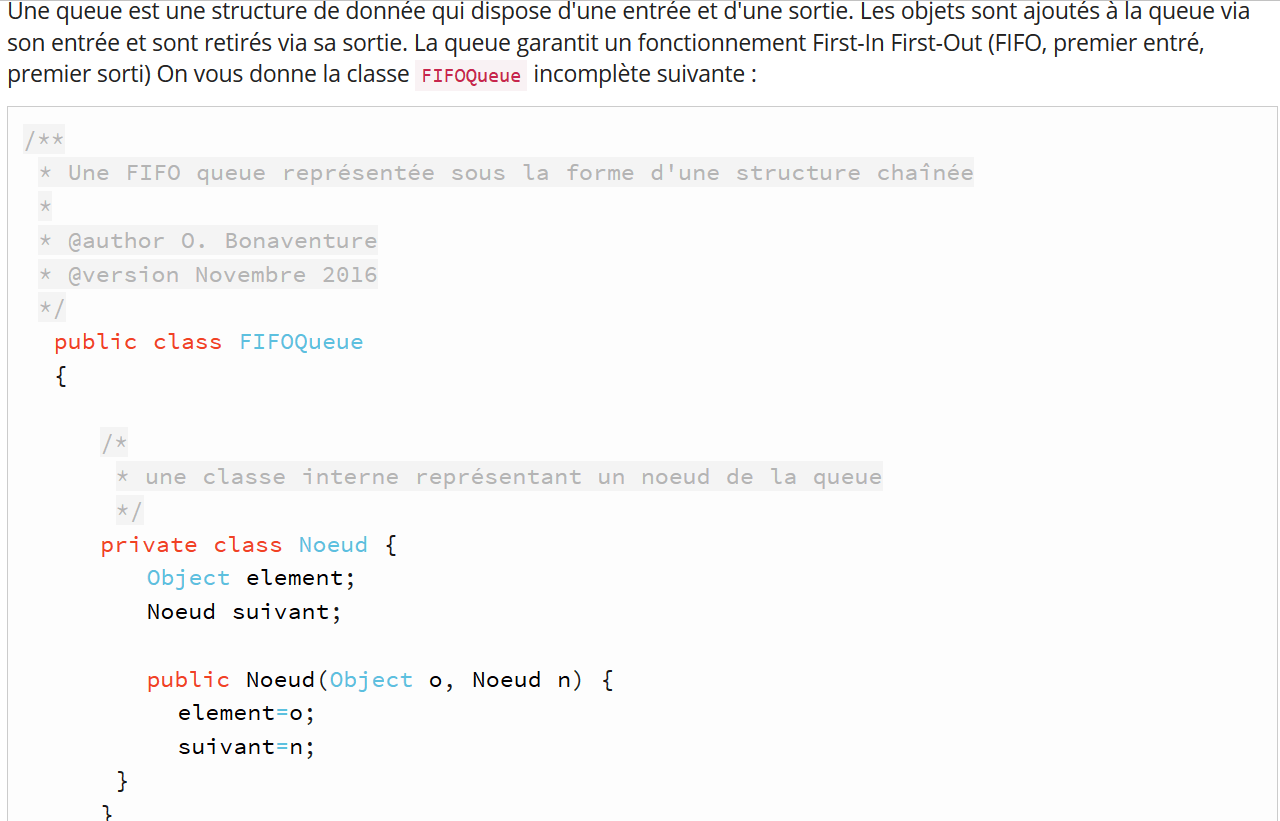 Une queue est une structure de donnée qui dispose d'une entrée et d'une sortie. Les objets sont ajoutés à la queue via
son entrée et sont retirés via sa sortie. La queue garantit un fonctionnement First-In First-Out (FIFO, premier entré,
premier sorti) On vous donne la classe FIFOQueue incomplète suivante :
/**
* Une FIFO queue représentée sous la forme d'une structure chaînée
*
* @author O. Bonaventure
* @version Novembre 2016
*/
public class FIFOQueue
{
/*
* une classe interne représentant un noeud de la queue
*/
private class Noeud {
Object element;
Noeud suivant;
public Noeud(Object o, Noeud n) {
element=o;
suivant=n;
}
}